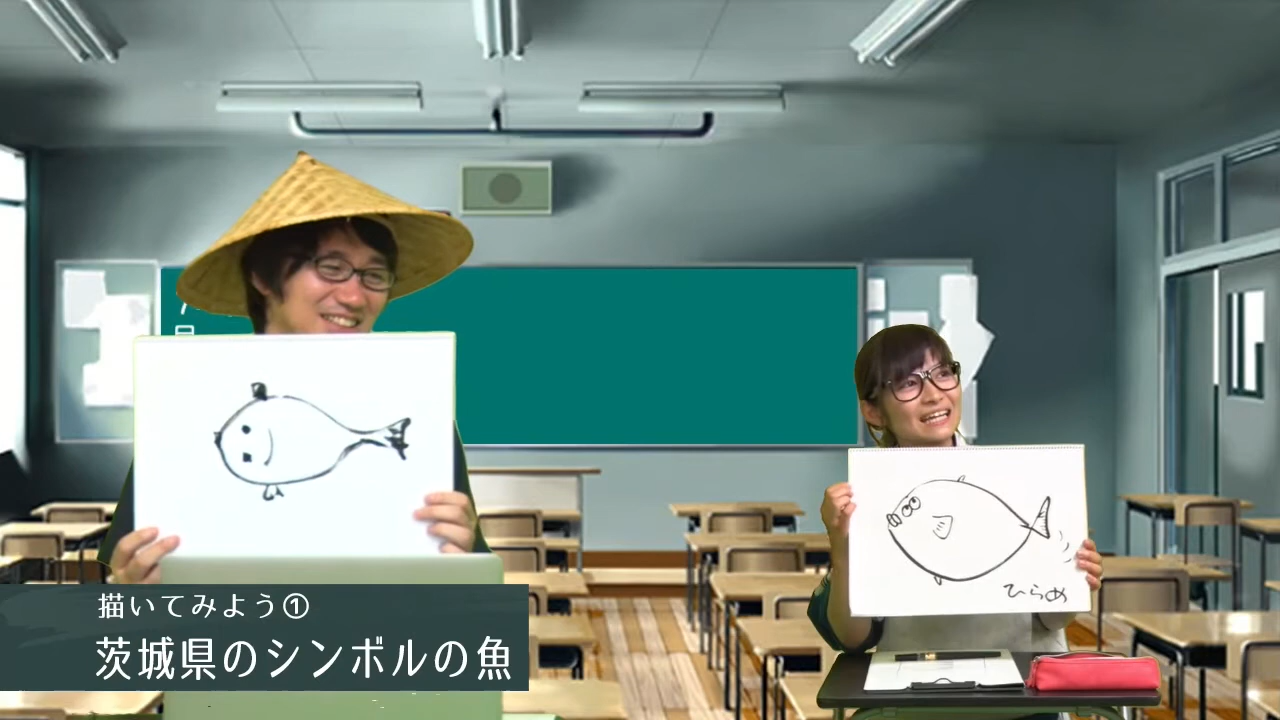 ひらめ
描いてみよう①
茨城県のシンボルの魚